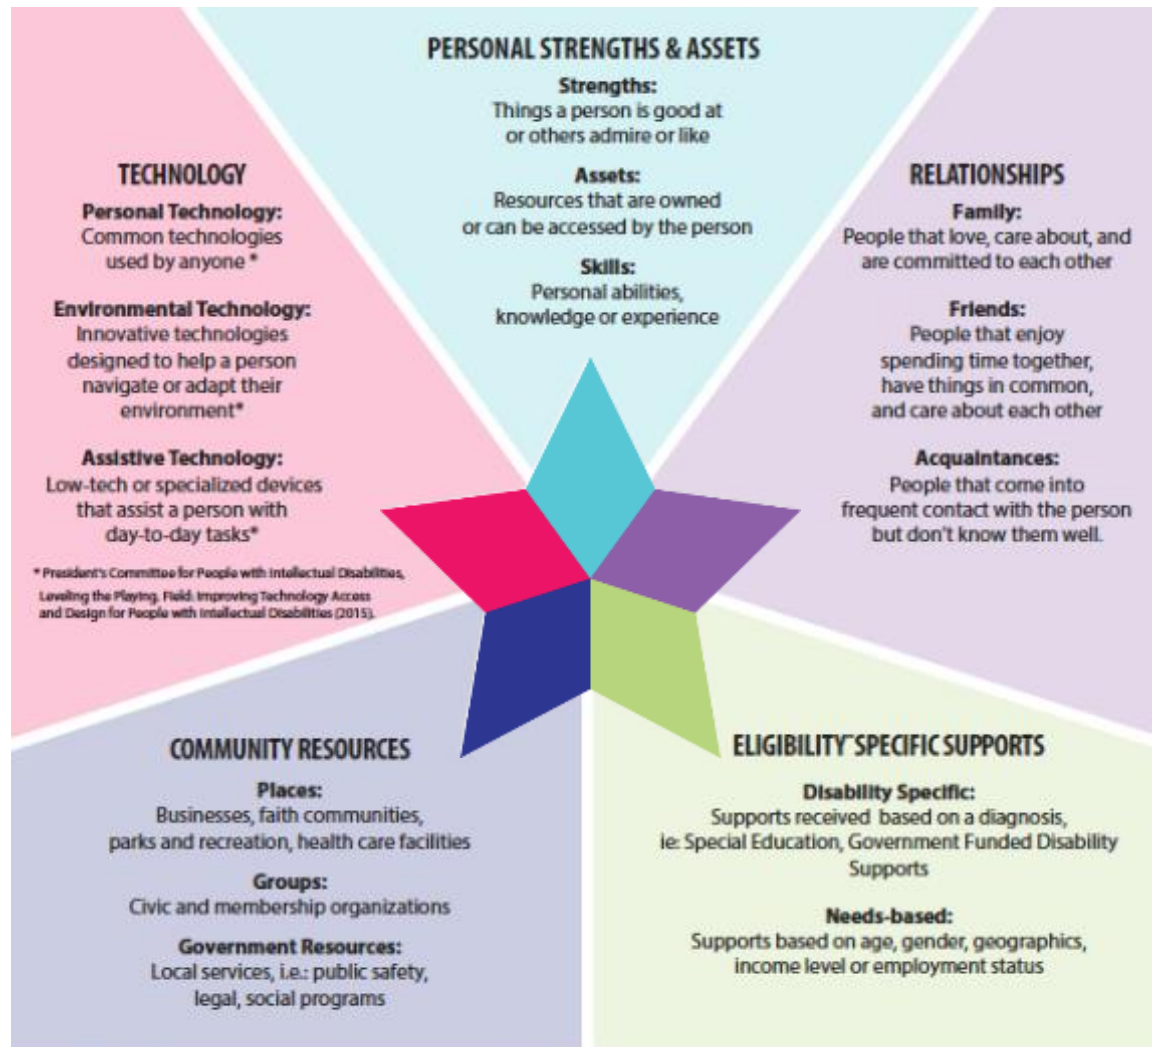 PERSONAL STRENGTHS & ASSETS
Strengths:
Things a person is good at
or others admire or like
Assets:
Resources that are owned
or can be accessed by the person
Skills:
Personal abilities,
knowledge or experience
TECHNOLOGY
Personal Technology:
Common technologies
used by anyone *
Environmental Technology:
Innovative technologies
designed to help a person
navigate or adapt their
environment*
Assistive Technology:
Low-tech or specialized devices
that assist a person with
day-to-day tasks*
* President's Committee for People with Intellectual Disabilities,
Leveling the Playing. Field: Improving Technology Access
and Design for People with Intellectual Disabilities (2015).
RELATIONSHIPS
Family:
People that love, care about, and
are committed to each other
Friends:
People that enjoy
spending time together,
have things in common,
and care about each other
Acquaintances:
People that come into
frequent contact with the person
but don't know them well.
COMMUNITY RESOURCES
Places:
Businesses, faith communities,
parks and recreation, health care facilities
Groups:
Civic and membership organizations
Government Resources:
Local services, i.e.: public safety,
legal, social programs
ELIGIBILITY SPECIFIC SUPPORTS
Disability Specific:
Supports received based on a diagnosis,
ie: Special Education, Government Funded Disability
Supports
Needs-based:
Supports based on age, gender, geographics,
income level or employment status